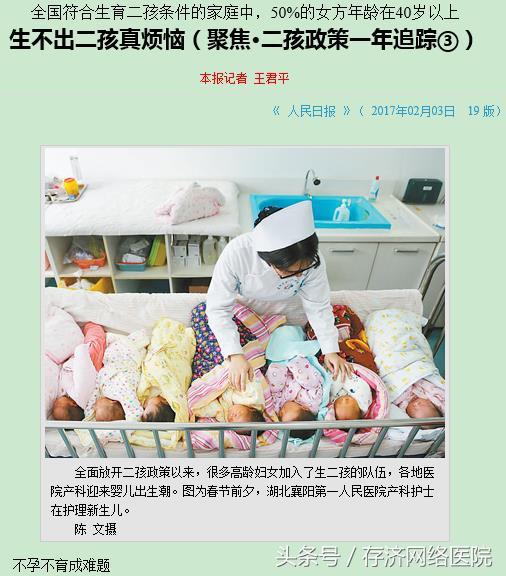 全国符合生育二孩条件的家庭中，50%的女方年龄在40岁以上
生不出二孩真烦恼（聚焦·二孩政策一年追踪③）
本报记者 王君平
《 人民日报 》（ 2017年02月03日 19 版）
全面放开二孩政策以来，很多高龄妇女加入了生二孩的队伍，各地医
院产科迎来婴儿出生潮。图为春节前夕，湖北襄阳第一人民医院产科护士
在护理新生儿。
陈 文摄
不孕不育成难题
头条号 / 存济网络医院